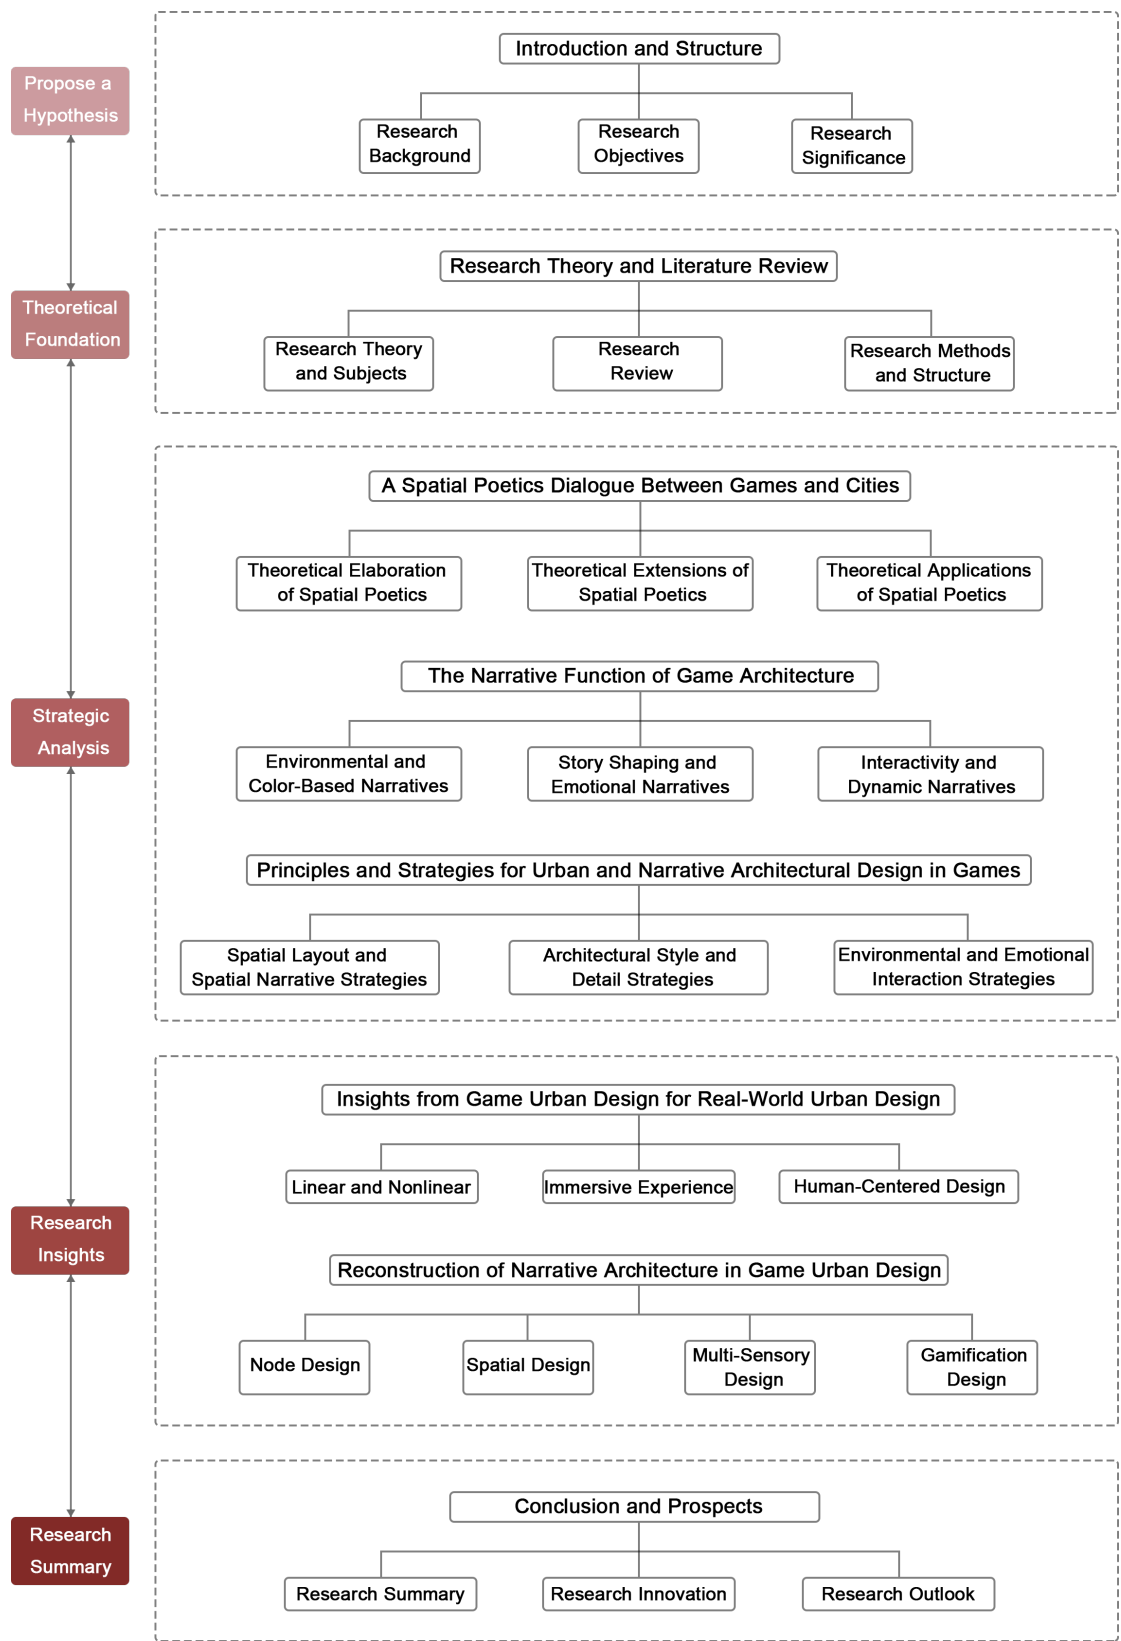 Propose a
Hypothesis
Introduction and Structure
Research
Background
Research
Objectives
Research
Significance
Theoretical
Foundation
Research Theory and Literature Review
Research Theory
and Subjects
Research
Review
Research Methods
and Structure
Strategic
Analysis
A Spatial Poetics Dialogue Between Games and Cities
Theoretical Elaboration
of Spatial Poetics
Theoretical Extensions of
Spatial Poetics
Theoretical Applications
of Spatial Poetics
The Narrative Function of Game Architecture
Environmental and
Color-Based Narratives
Story Shaping and
Emotional Narratives
Interactivity and
Dynamic Narratives
Principles and Strategies for Urban and Narrative Architectural Design in Games
Spatial Layout and
Spatial Narrative Strategies
Architectural Style and
Detail Strategies
Environmental and Emotional
Interaction Strategies
Research
Insights
Insights from Game Urban Design for Real-World Urban Design
Linear and Nonlinear
Immersive Experience
Human-Centered Design
Reconstruction of Narrative Architecture in Game Urban Design
Node Design
Spatial Design
Multi-Sensory
Design
Gamification
Design
Research
Summary
Conclusion and Prospects
Research Summary
Research Innovation
Research Outlook